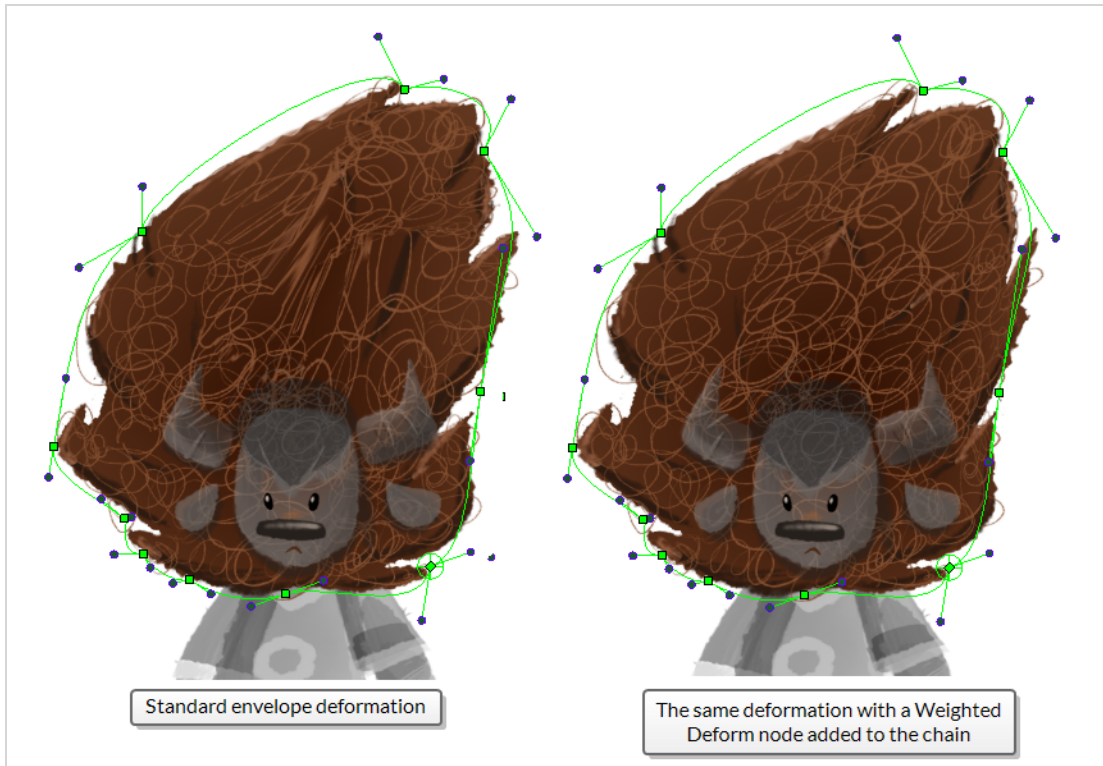 Standard envelope deformation
The same deformation with a Weighted
Deform node added to the chain